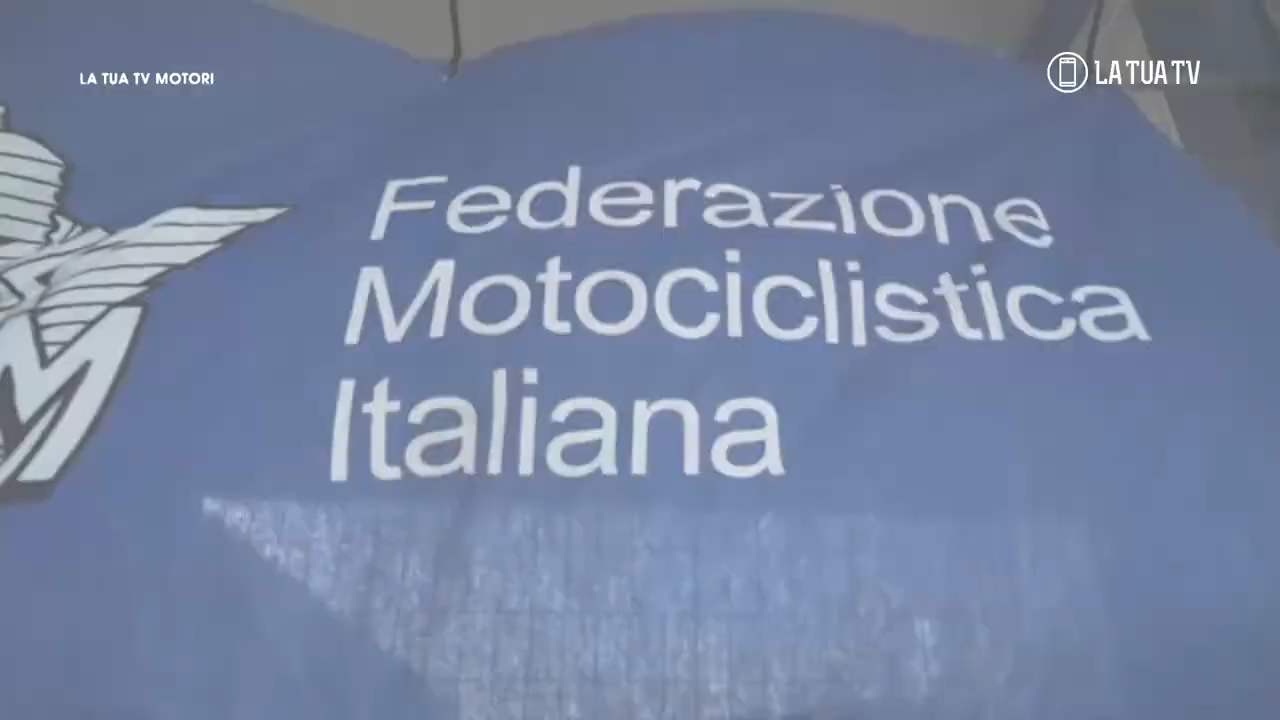 LA TUA TV MOTORI
LA TUA TV
Federazione
Motociclistica
Italiana
M